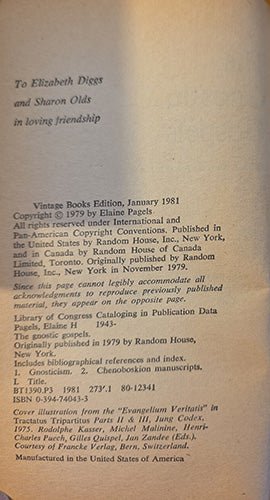 To Elizabeth Diggs
and Sharon Olds
in loving friendship
Vintage Books Edition, January 1981
Copyright © 1979 by Elaine Pagels
All rights reserved under International and
Pan-American Copyright Conventions. Published in
the United States by Random House, Inc., New York,
and in Canada by Random House of Canada
Limited, Toronto. Originally published by Random
House, Inc., New York in November 1979.
Since this page cannot legibly accommodate all
acknowledgments to reproduce previously published
material, they appear on the opposite page.
Library of Congress Cataloging in Publication Data
Pagels, Elaine H 1943-
The gnostic gospels.
Originally published in 1979 by Random House,
New York.
Includes bibliographical references and index.
1. Gnosticism. 2. Chenoboskion manuscripts.
I. Title.
BT1390.P3 1981 273'.1 80-12341
ISBN 0-394-74043-3
Cover illustration from the "Evangelium Veritatis" in
Tractatus Tripartitus Parts II & III, Jung Codex.
1975. Rodolphe Kasser, Michel Malinine, Henri-
Charles Puech, Gilles Quispel, Jan Zandee (Eds.).
Courtesy of Francke Verlag, Bern, Switzerland.
Manufactured in the United States of America